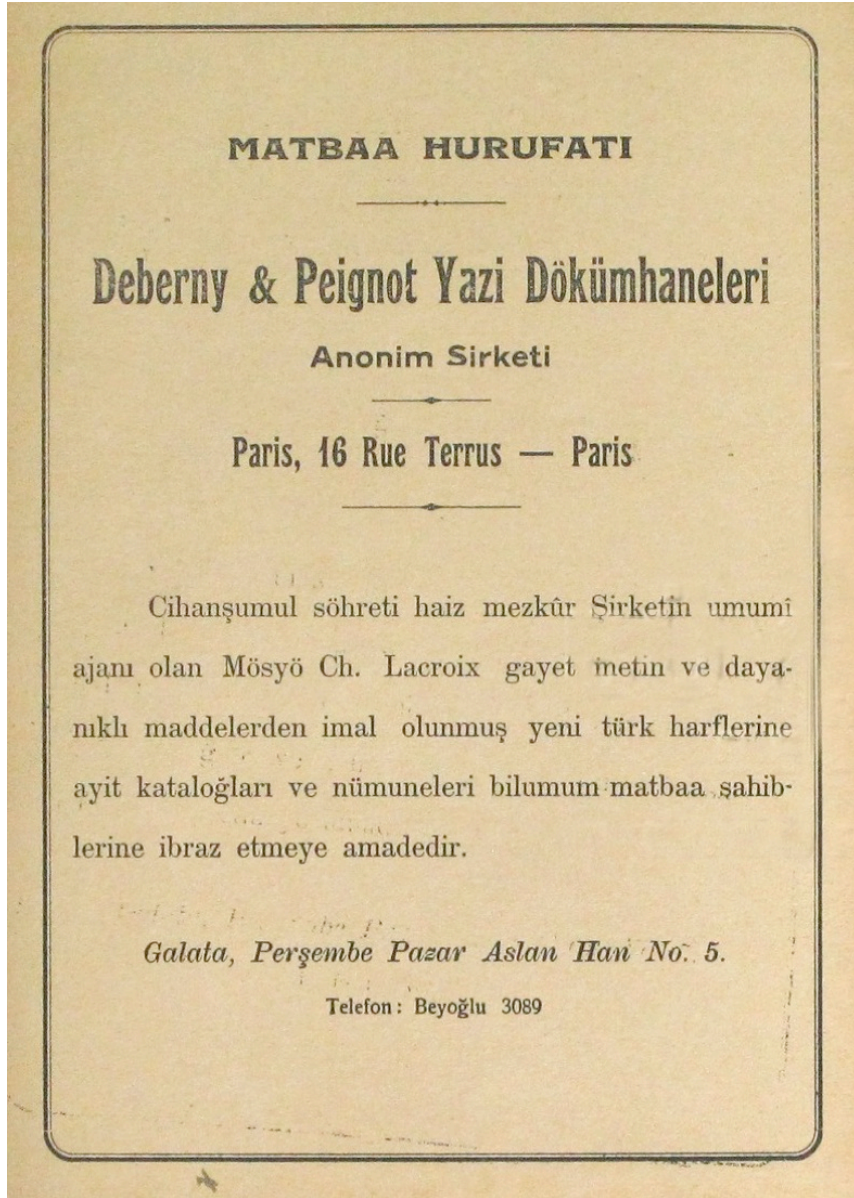 MATBAA HURUFATI
Deberny & Peignot Yazi Dökümhaneleri
Anonim Sirketi
Paris, 16 Rue Terrus — Paris
Cihanşumul söhreti haiz mezkûr Şirketin umumî
ajanı olan Mösyö Ch. Lacroix gayet metin ve daya-
nıklı maddelerden imal olunmuş yeni türk harflerine
ayit kataloğları ve nümuneleri bilumum matbaa şahib-
lerine ibraz etmeye amadedir.
Galata, Perşembe Pazar Aslan Han No. 5.
Telefon : Beyoğlu 3089